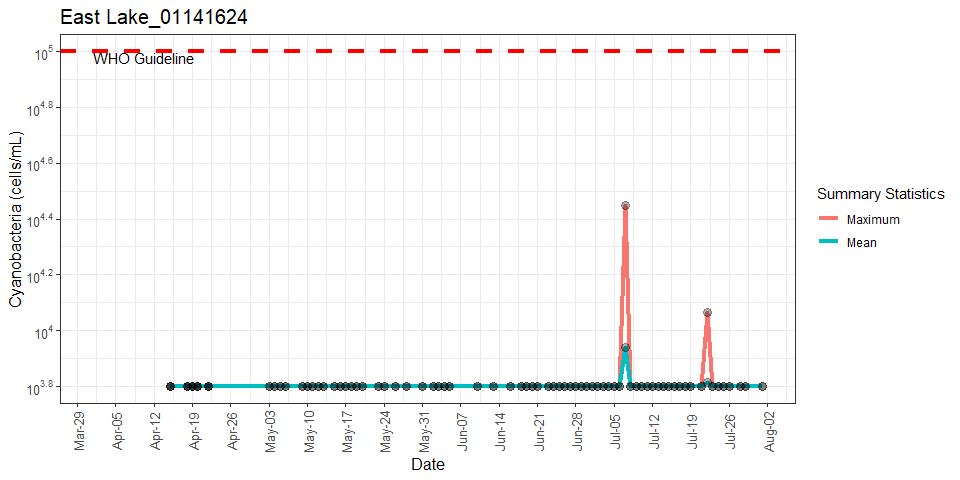 East Lake_01141624
Cyanobacteria (cells/mL)
10^5
10^4.8
10^4.6
10^4.4
10^4.2
10^4
10^3.8
WHO Guideline
Mar-29
Apr-05
Apr-12
Apr-19
Apr-26
May-03
May-10
May-17
May-24
May-31
Jun-07
Jun-14
Jun-21
Jun-28
Jul-05
Jul-12
Jul-19
Jul-26
Aug-02
Date
Summary Statistics
Maximum
Mean